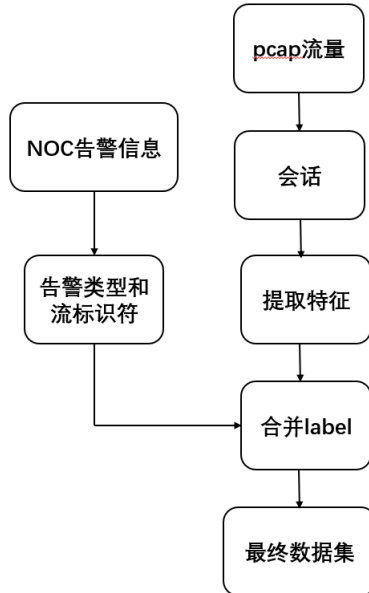 pcap流量
NOC告警信息
会话
告警类型和
流标识符
提取特征
合并label
最终数据集